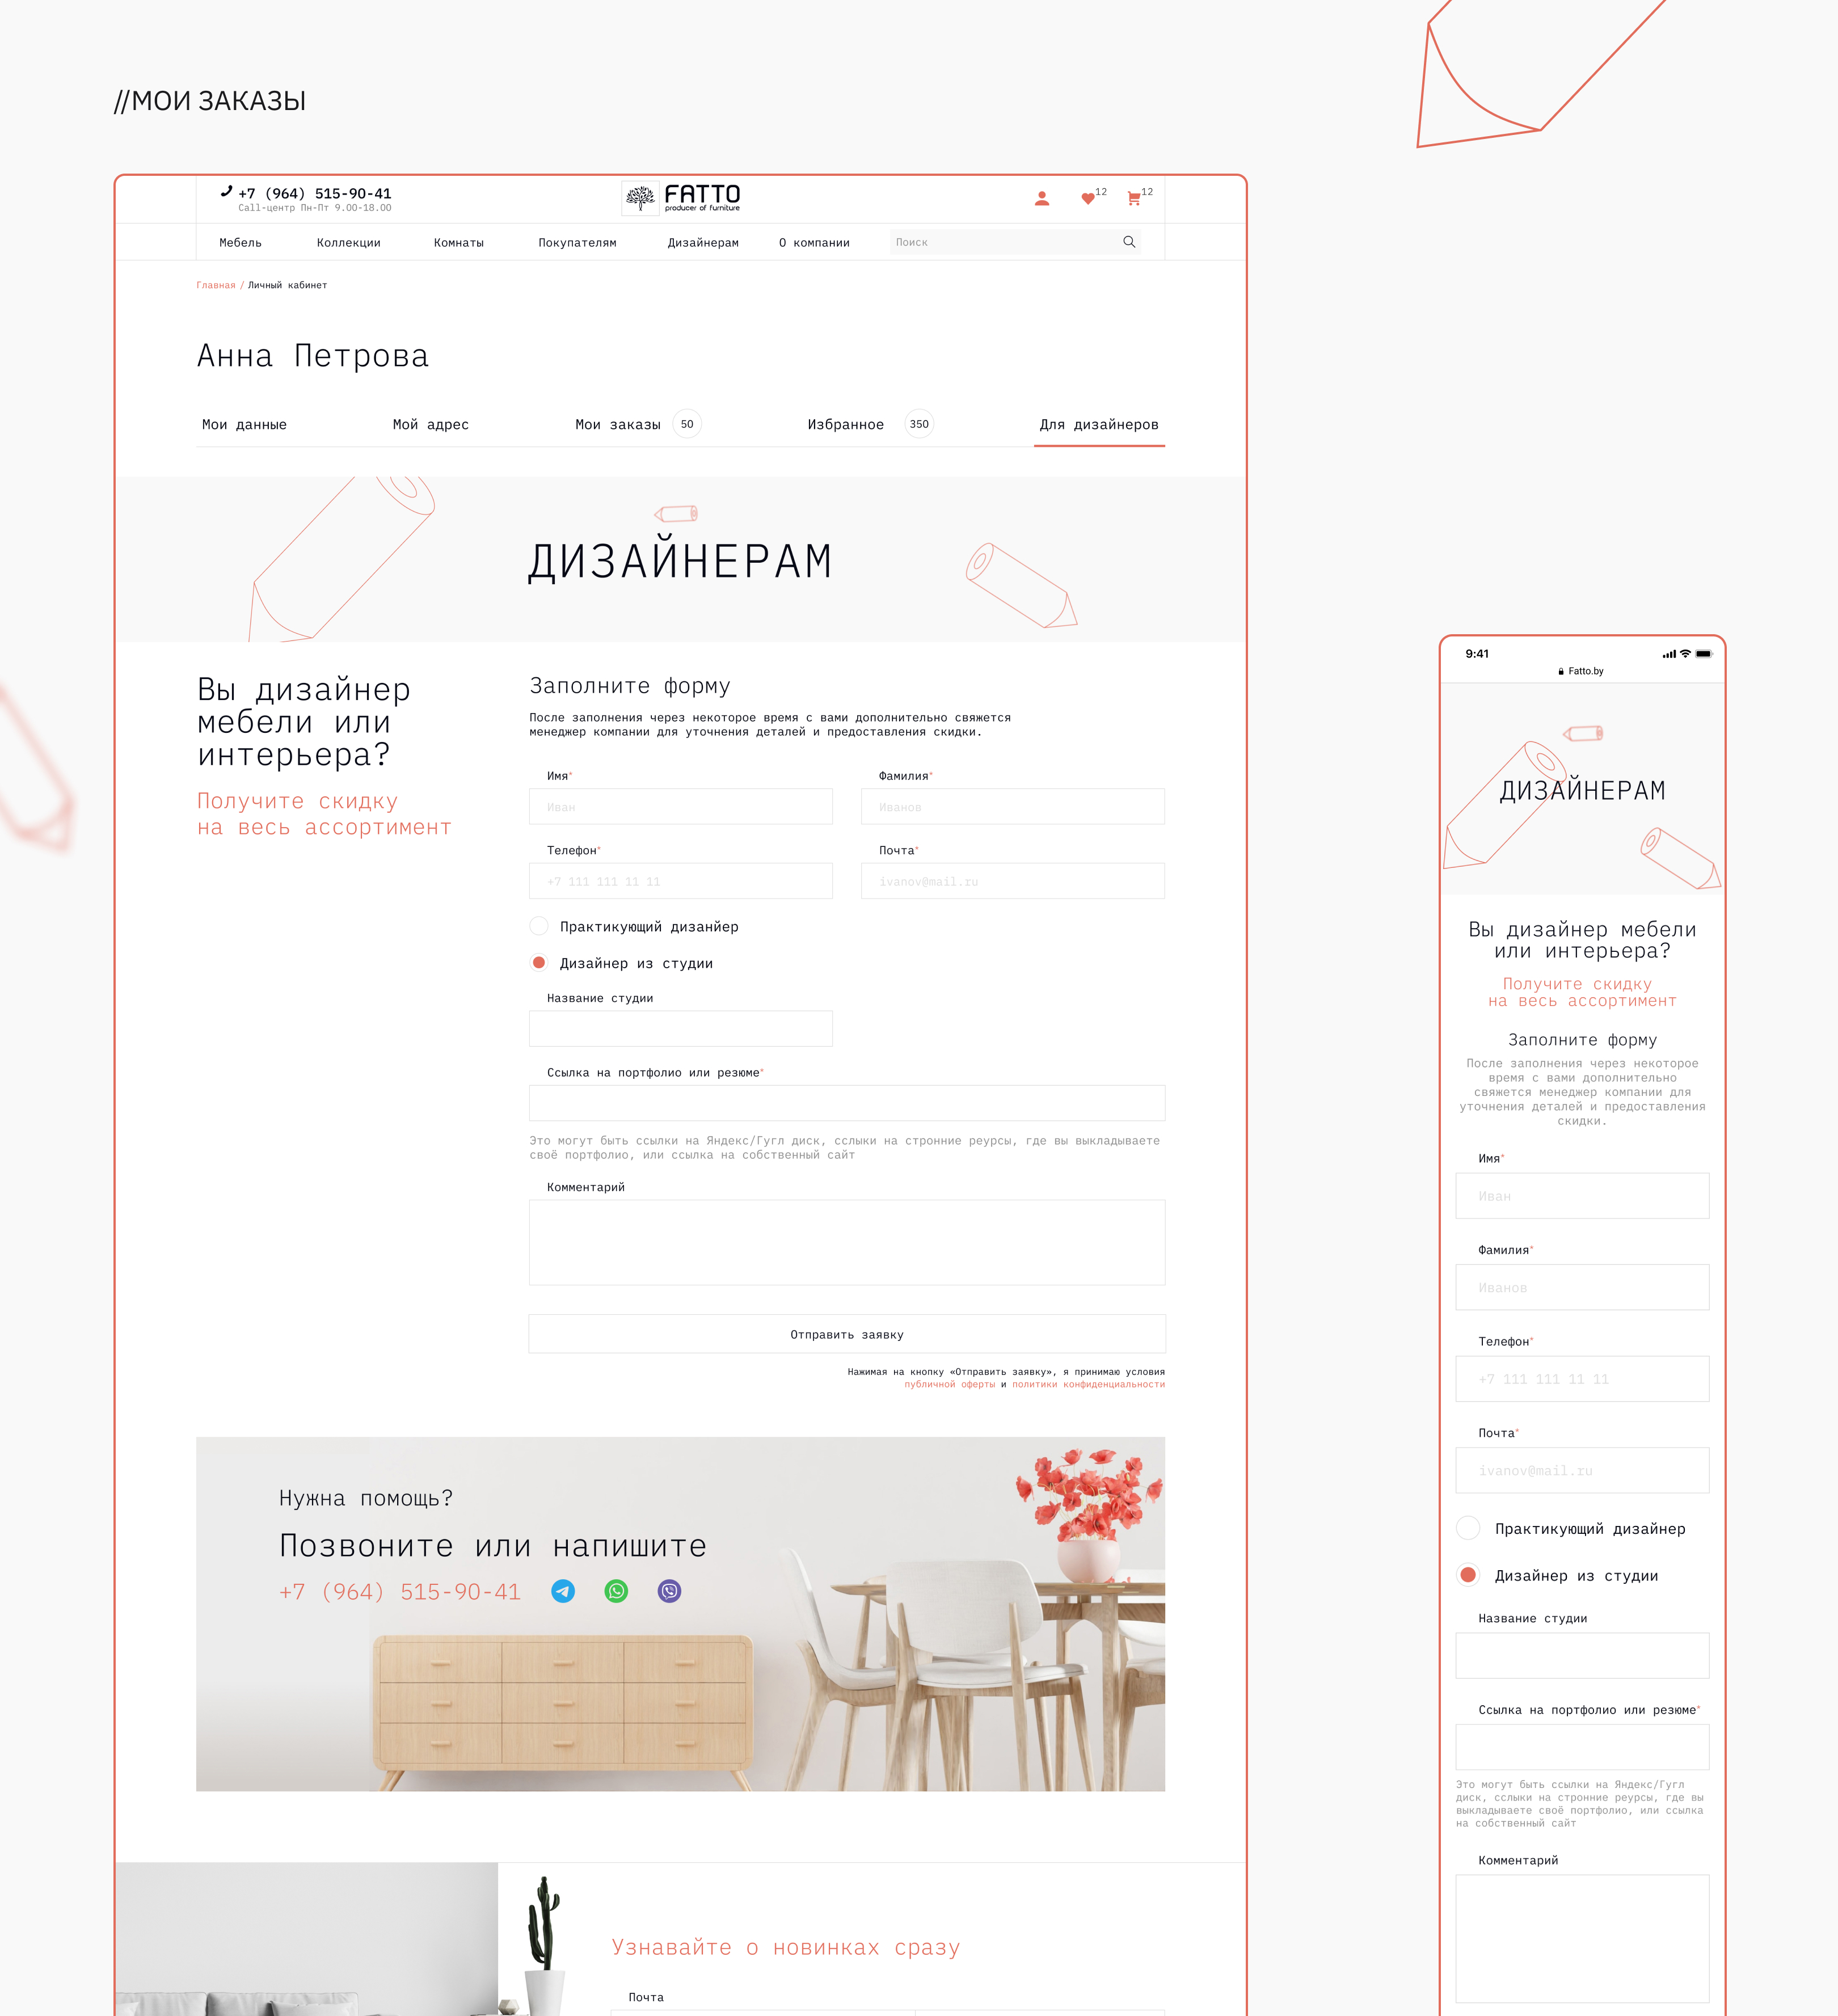 //МОИ ЗАКАЗЫ
+7 (964) 515-90-41
Call-центр Пн-Пт 9.00-18.00
FATTO
producer of furniture
12
12
Мебель
Коллекции
Комнаты
Покупателям
Дизайнерам
О компании
Поиск
Главная / Личный кабинет
Анна Петрова
Мои данные
Мой адрес
Мои заказы 50
Избранное 350
Для дизайнеров
ДИЗАЙНЕРАМ
Вы дизайнер
мебели или
интерьера?
Получите скидку
на весь ассортимент
Заполните форму
После заполнения через некоторое время с вами дополнительно свяжется
менеджер компании для уточнения деталей и предоставления скидки.
Имя*
Иван
Фамилия*
Иванов
Телефон*
+7 111 111 11 11
Почта*
ivanov@mail.ru
Практикующий дизанйер
Дизайнер из студии
Название студии
Ссылка на портфолио или резюме*
Это могут быть ссылки на Яндекс/Гугл диск, сслыки на стронние реурсы, где вы выкладываете
своё портфолио, или ссылка на собственный сайт
Комментарий
Отправить заявку
Нажимая на кнопку «Отправить заявку», я принимаю условия
публичной оферты и политики конфиденциальности
Нужна помощь?
Позвоните или напишите
+7 (964) 515-90-41
Узнавайте о новинках сразу
Почта
9:41
Fatto.by
ДИЗАЙНЕРАМ
Вы дизайнер мебели
или интерьера?
Получите скидку
на весь ассортимент
Заполните форму
После заполнения через некоторое
время с вами дополнительно
свяжется менеджер компании для
уточнения деталей и предоставления
скидки.
Имя*
Иван
Фамилия*
Иванов
Телефон*
+7 111 111 11 11
Почта*
ivanov@mail.ru
Практикующий дизайнер
Дизайнер из студии
Название студии
Ссылка на портфолио или резюме*
Это могут быть ссылки на Яндекс/Гугл
диск, сслыки на стронние реурсы, где вы
выкладываете своё портфолио, или ссылка
на собственный сайт
Комментарий